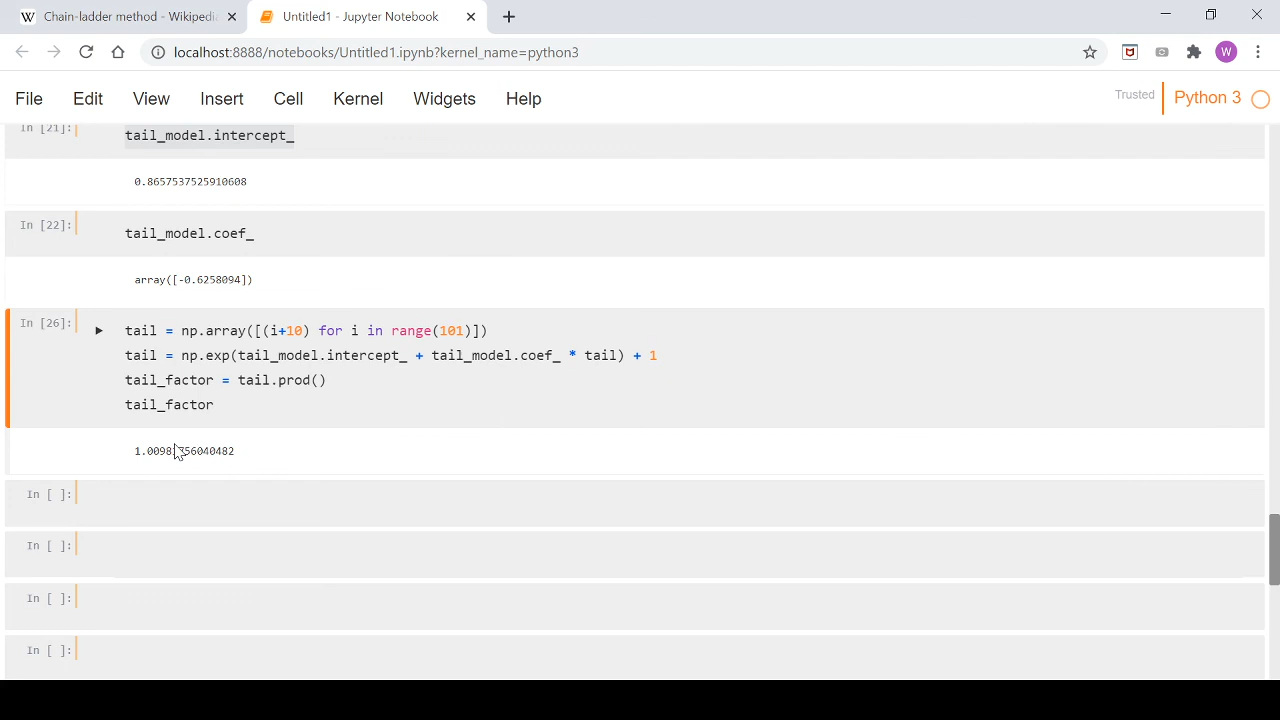 Chain-ladder method - Wikipedi
Untitled1 - Jupyter Notebook
localhost:8888/notebooks/Untitled1.ipynb?kernel_name=python3
W
File Edit View Insert Cell Kernel Widgets Help
Trusted
Python 3
In [21]:
tail_model.intercept_
0.8657537525910608
In [22]:
tail_model.coef_
array([-0.6258094])
In [26]:
tail = np.array([(i+10) for i in range(101)])
tail = np.exp(tail_model.intercept_ + tail_model.coef_ * tail) + 1
tail_factor = tail.prod()
tail_factor
In [ ]:
In [ ]:
In [ ]:
In [ ]: